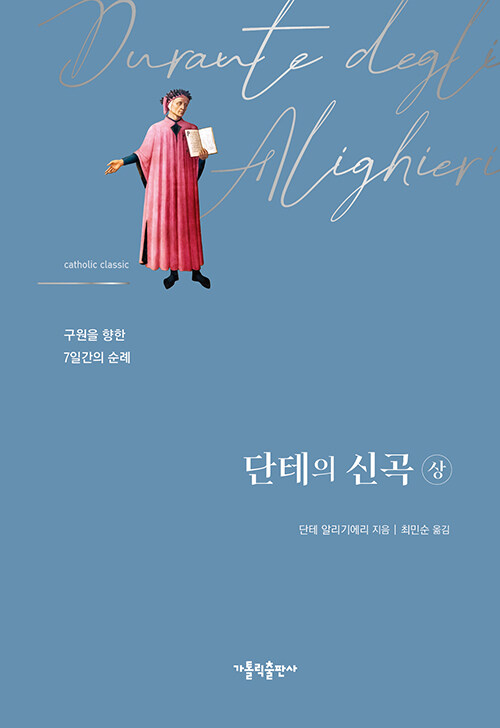 Durante degli
Alighieri
catholic classic
구원을 향한
7일간의 순례
단테의 신곡 상
단테 알리기에리 지음 | 최민순 옮김
가톨릭출판사